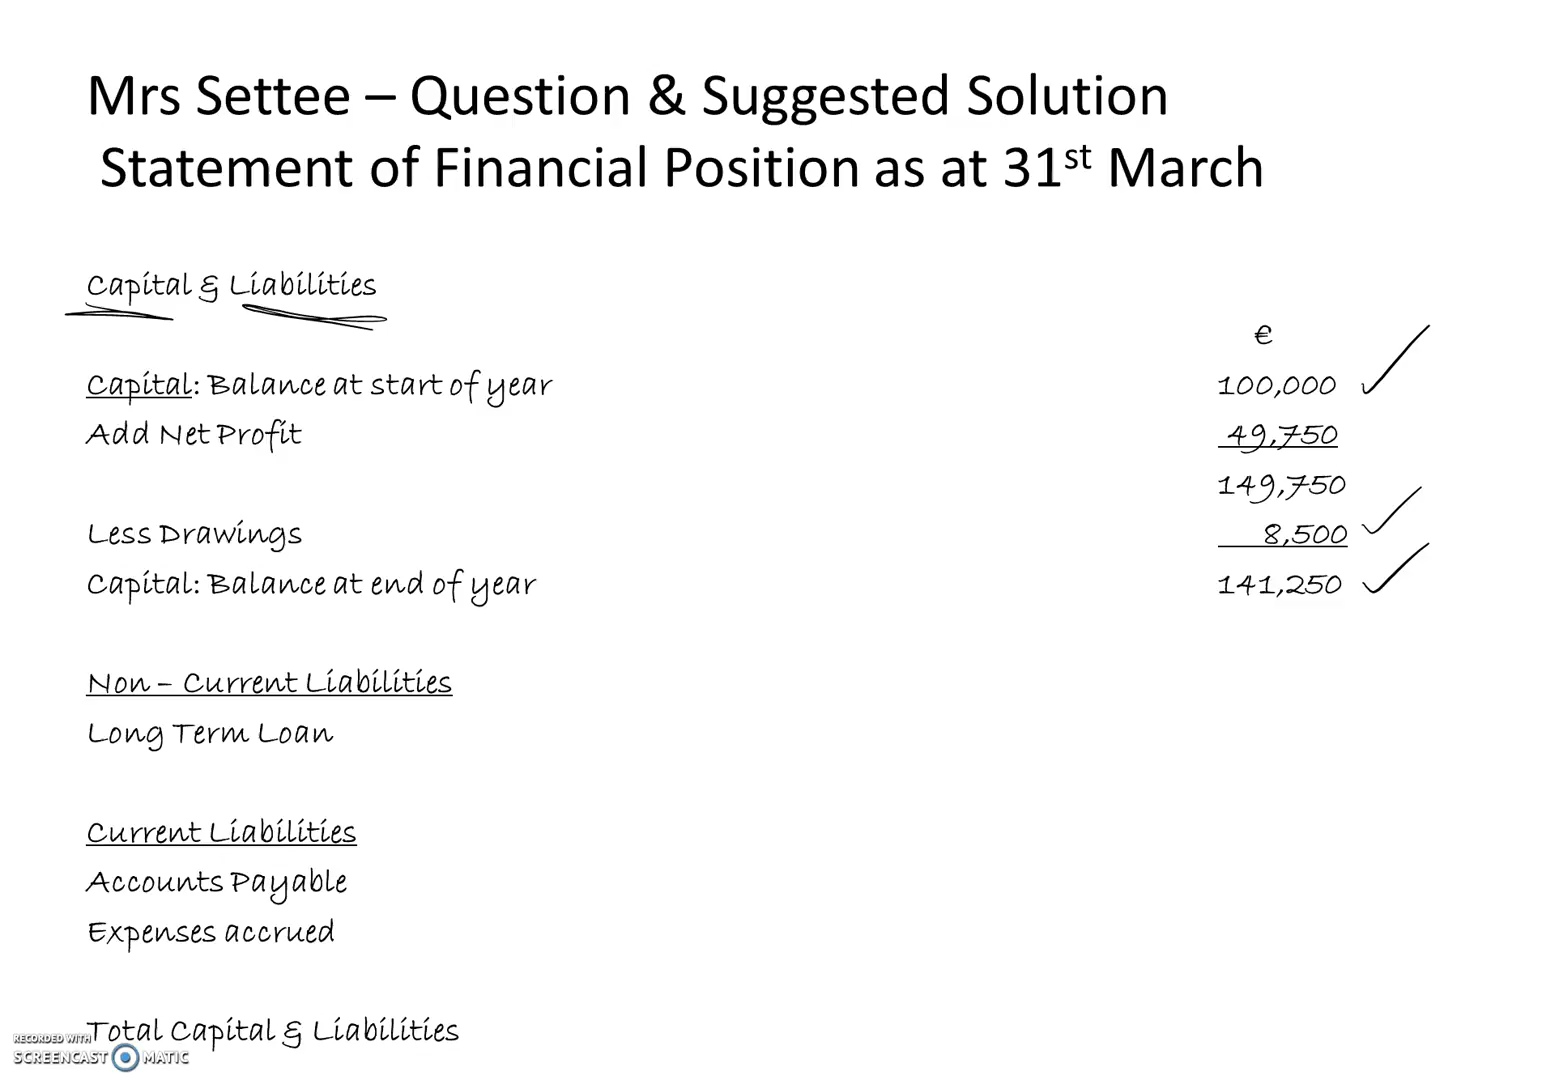 Mrs Settee – Question & Suggested Solution
Statement of Financial Position as at 31st March
Capital & Liabilities
€
Capital: Balance at start of year 100,000
Add Net Profit 49,750
149,750
Less Drawings 8,500
Capital: Balance at end of year 141,250
Non – Current Liabilities
Long Term Loan
Current Liabilities
Accounts Payable
Expenses accrued
Total Capital & Liabilities
RECORDED WITH
SCREENCAST MATIC